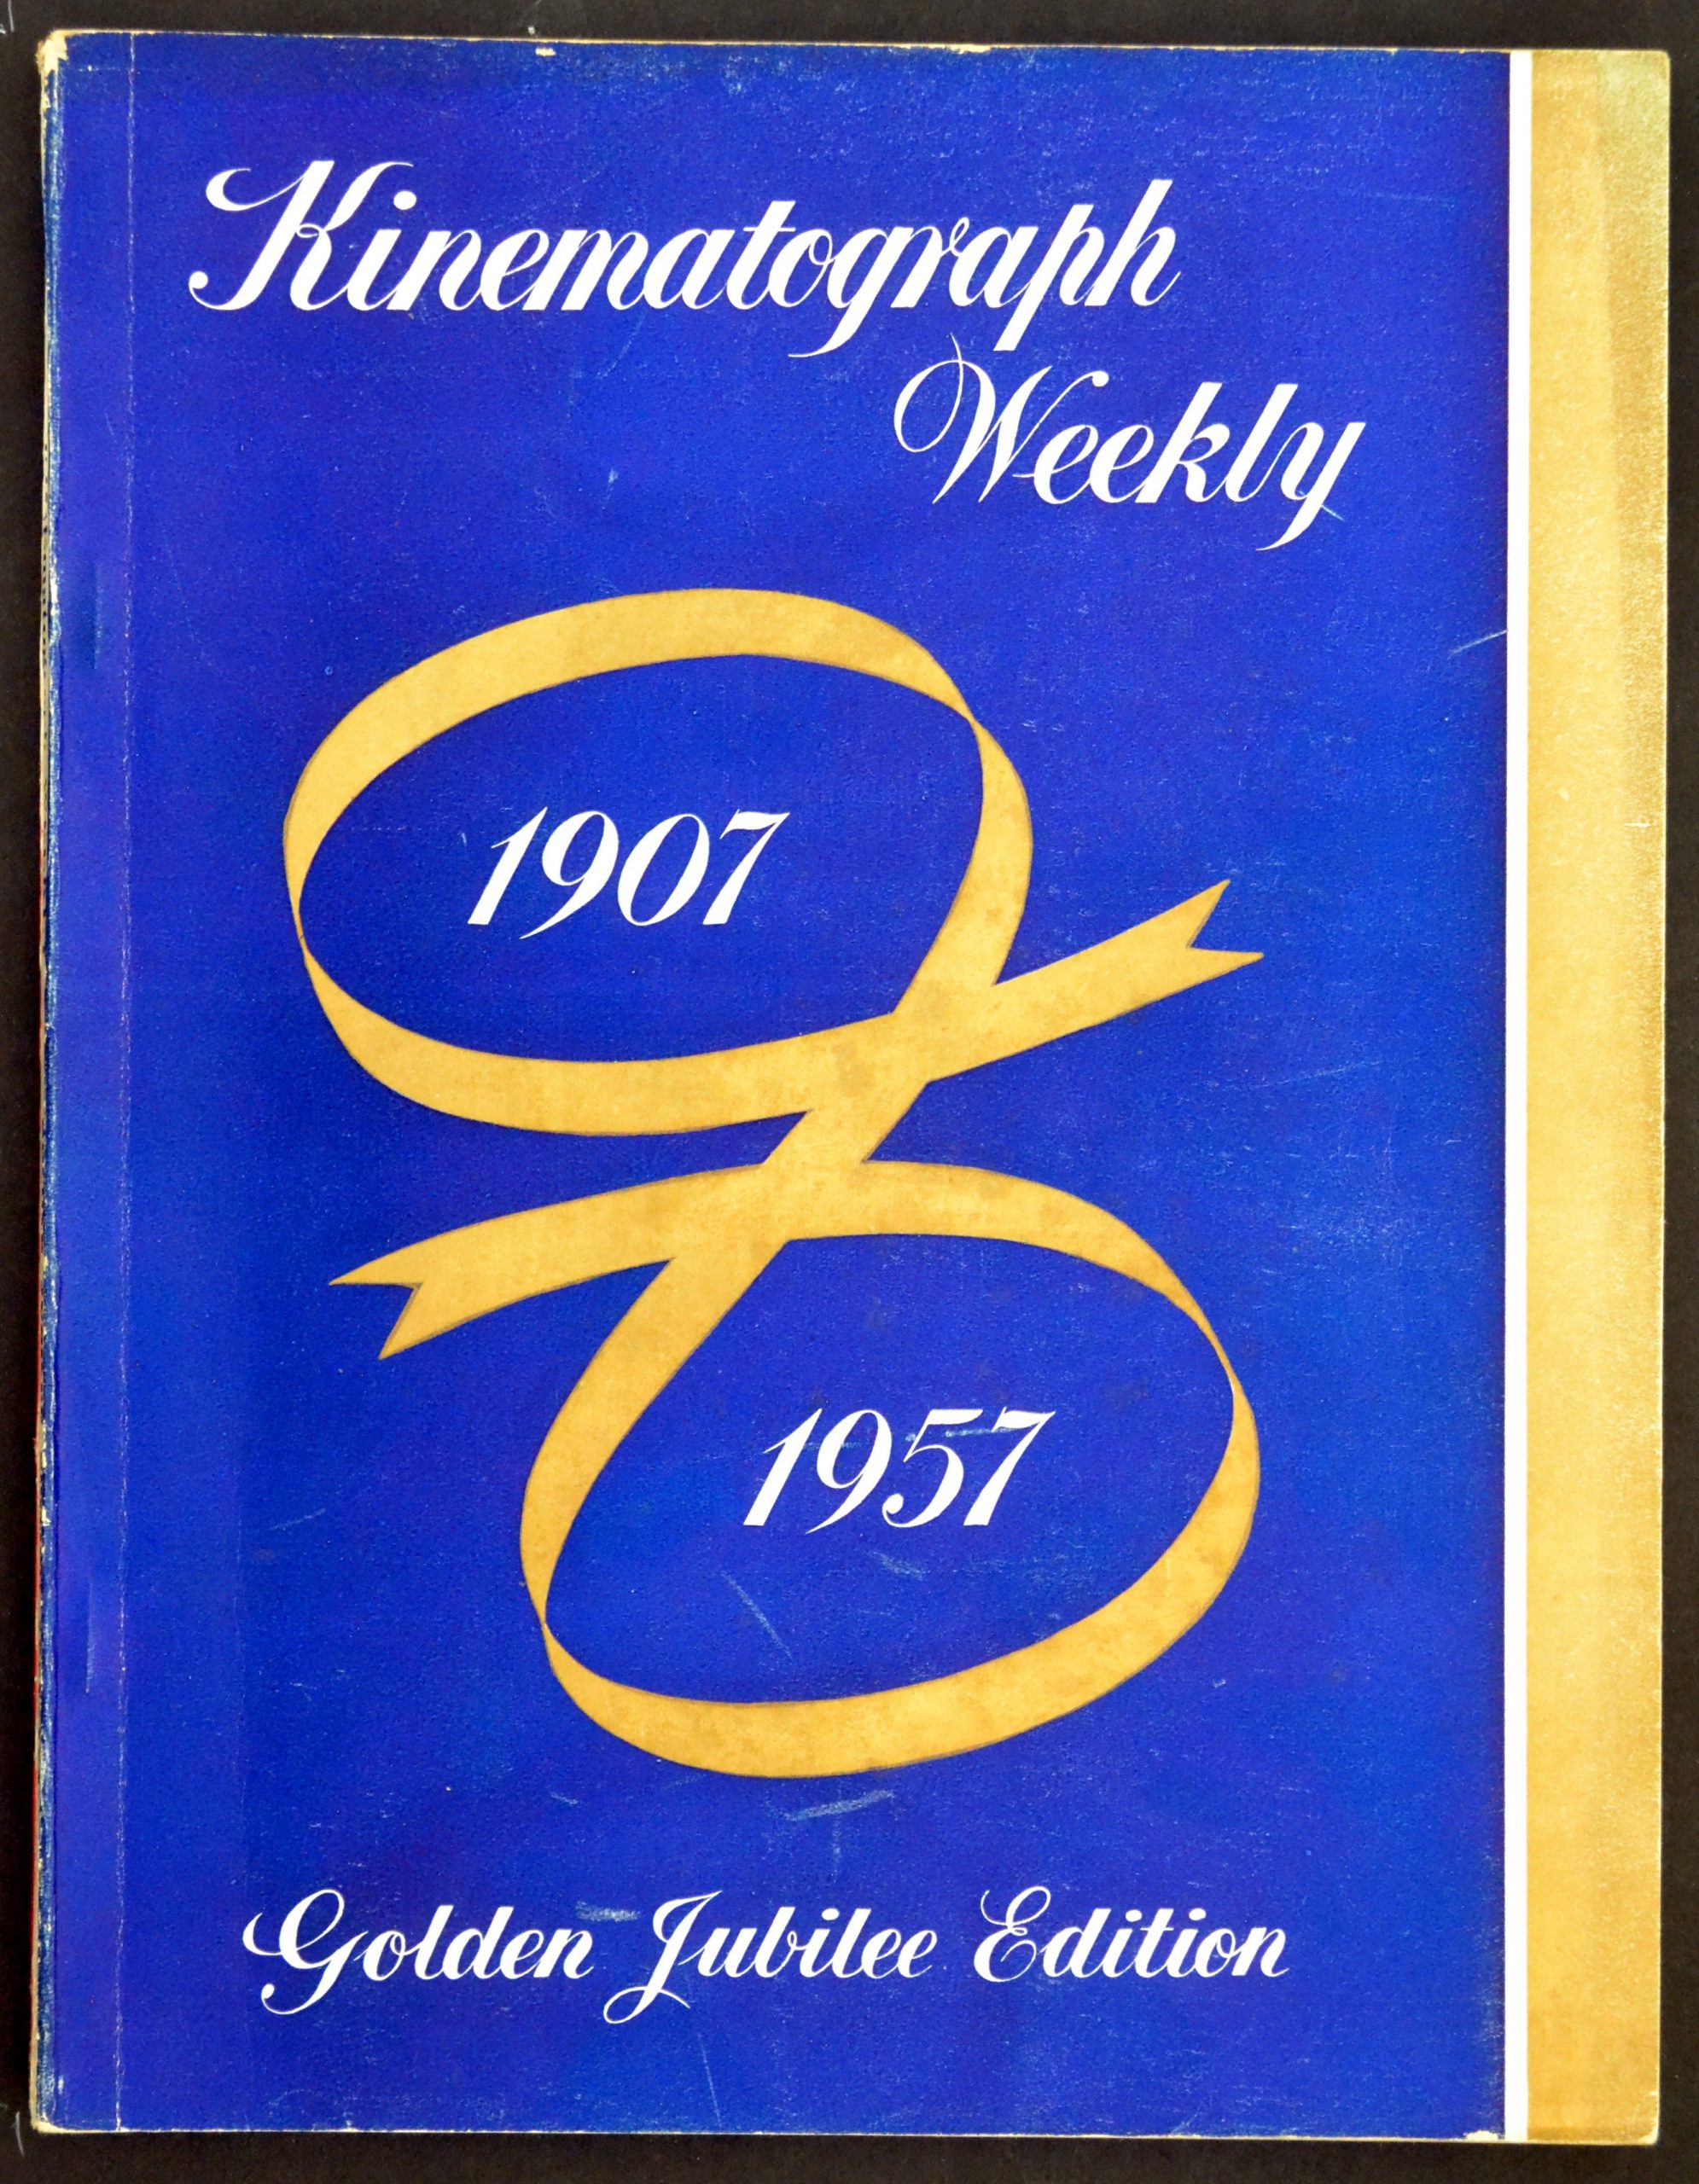 Kinematograph
Weekly
1907
1957
Golden Jubilee Edition